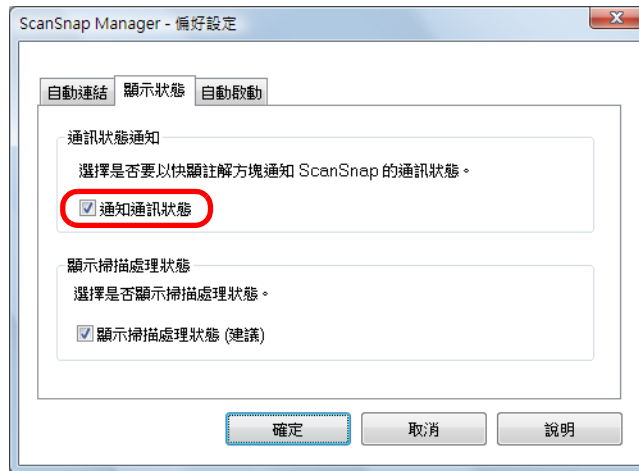 ScanSnap Manager - 偏好設定
自動連結 顯示狀態 自動啟動
通訊狀態通知
選擇是否要以快顯註解方塊通知 ScanSnap 的通訊狀態。
通知通訊狀態
顯示掃描處理狀態
選擇是否顯示掃描處理狀態。
顯示掃描處理狀態 (建議)
確定 取消 說明